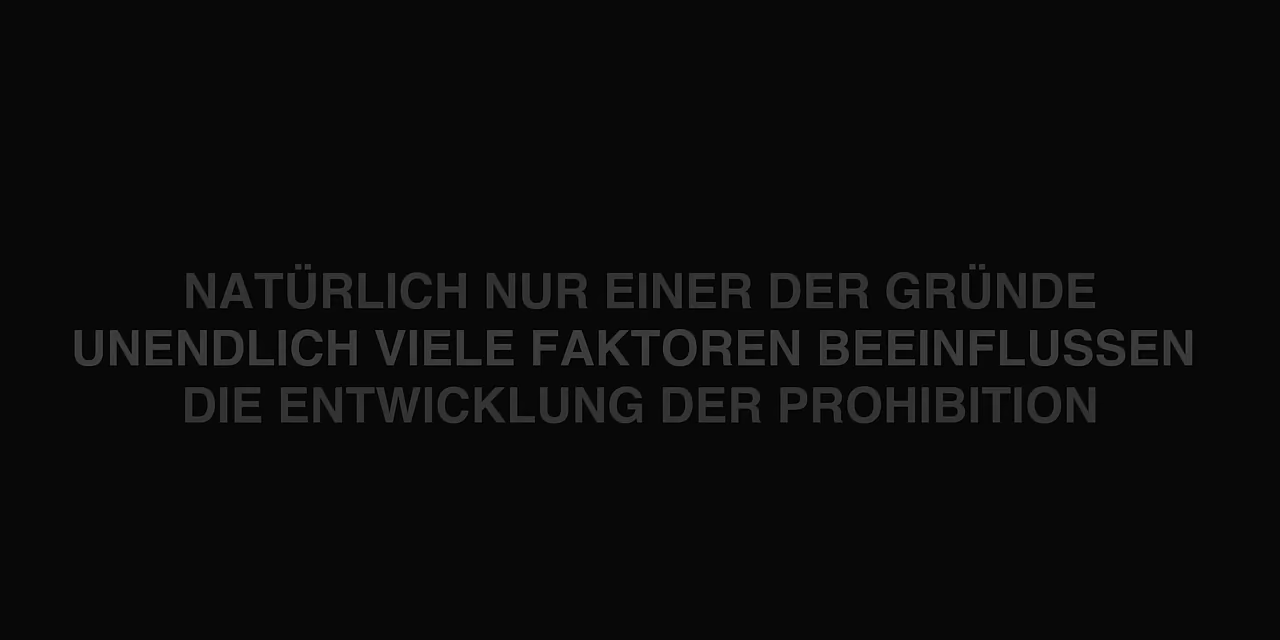 NATÜRLICH NUR EINER DER GRÜNDE
UNENDLICH VIELE FAKTOREN BEEINFLUSSEN
DIE ENTWICKLUNG DER PROHIBITION